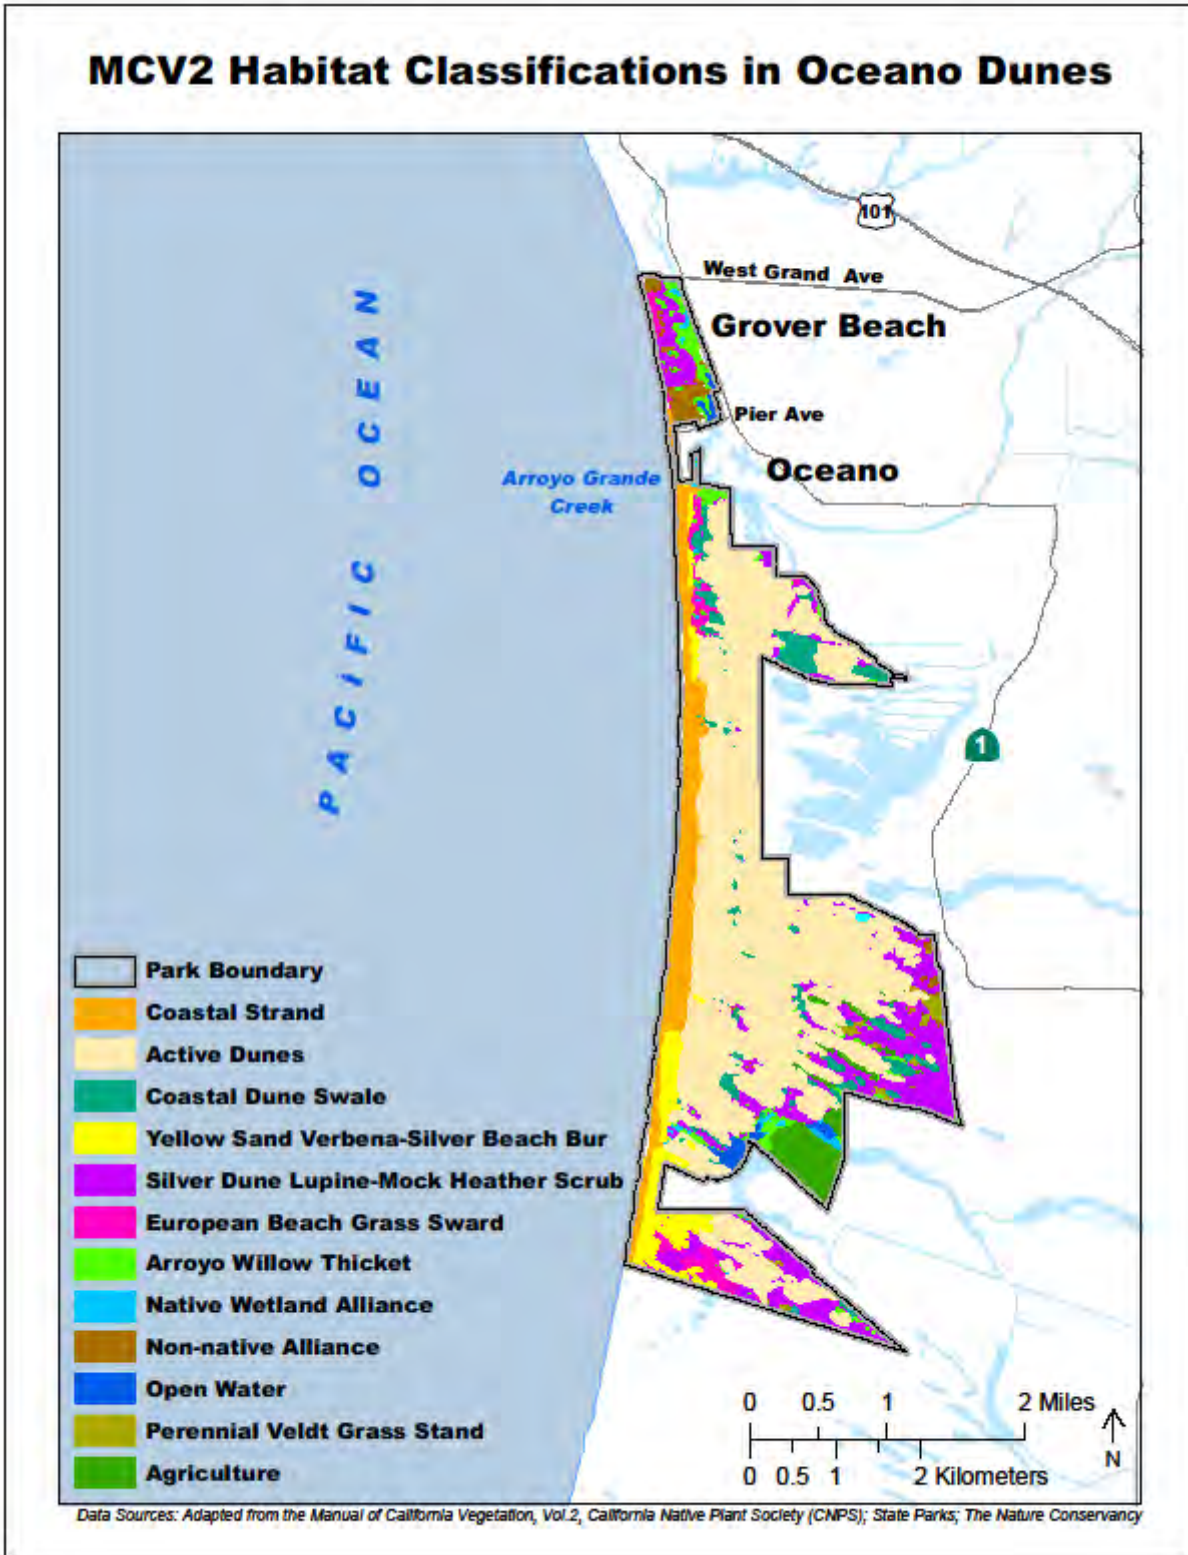 MCV2 Habitat Classifications in Oceano Dunes
101
West Grand Ave
Grover Beach
Pier Ave
Oceano
Arroyo Grande
Creek
PACIFIC OCEAN
1
Park Boundary
Coastal Strand
Active Dunes
Coastal Dune Swale
Yellow Sand Verbena-Silver Beach Bur
Silver Dune Lupine-Mock Heather Scrub
European Beach Grass Sward
Arroyo Willow Thicket
Native Wetland Alliance
Non-native Alliance
Open Water
Perennial Veldt Grass Stand
Agriculture
0 0.5 1 2 Miles
0 0.5 1 2 Kilometers
N
Data Sources: Adapted from the Manual of California Vegetation, Vol.2, California Native Plant Society (CNPS); State Parks; The Nature Conservancy